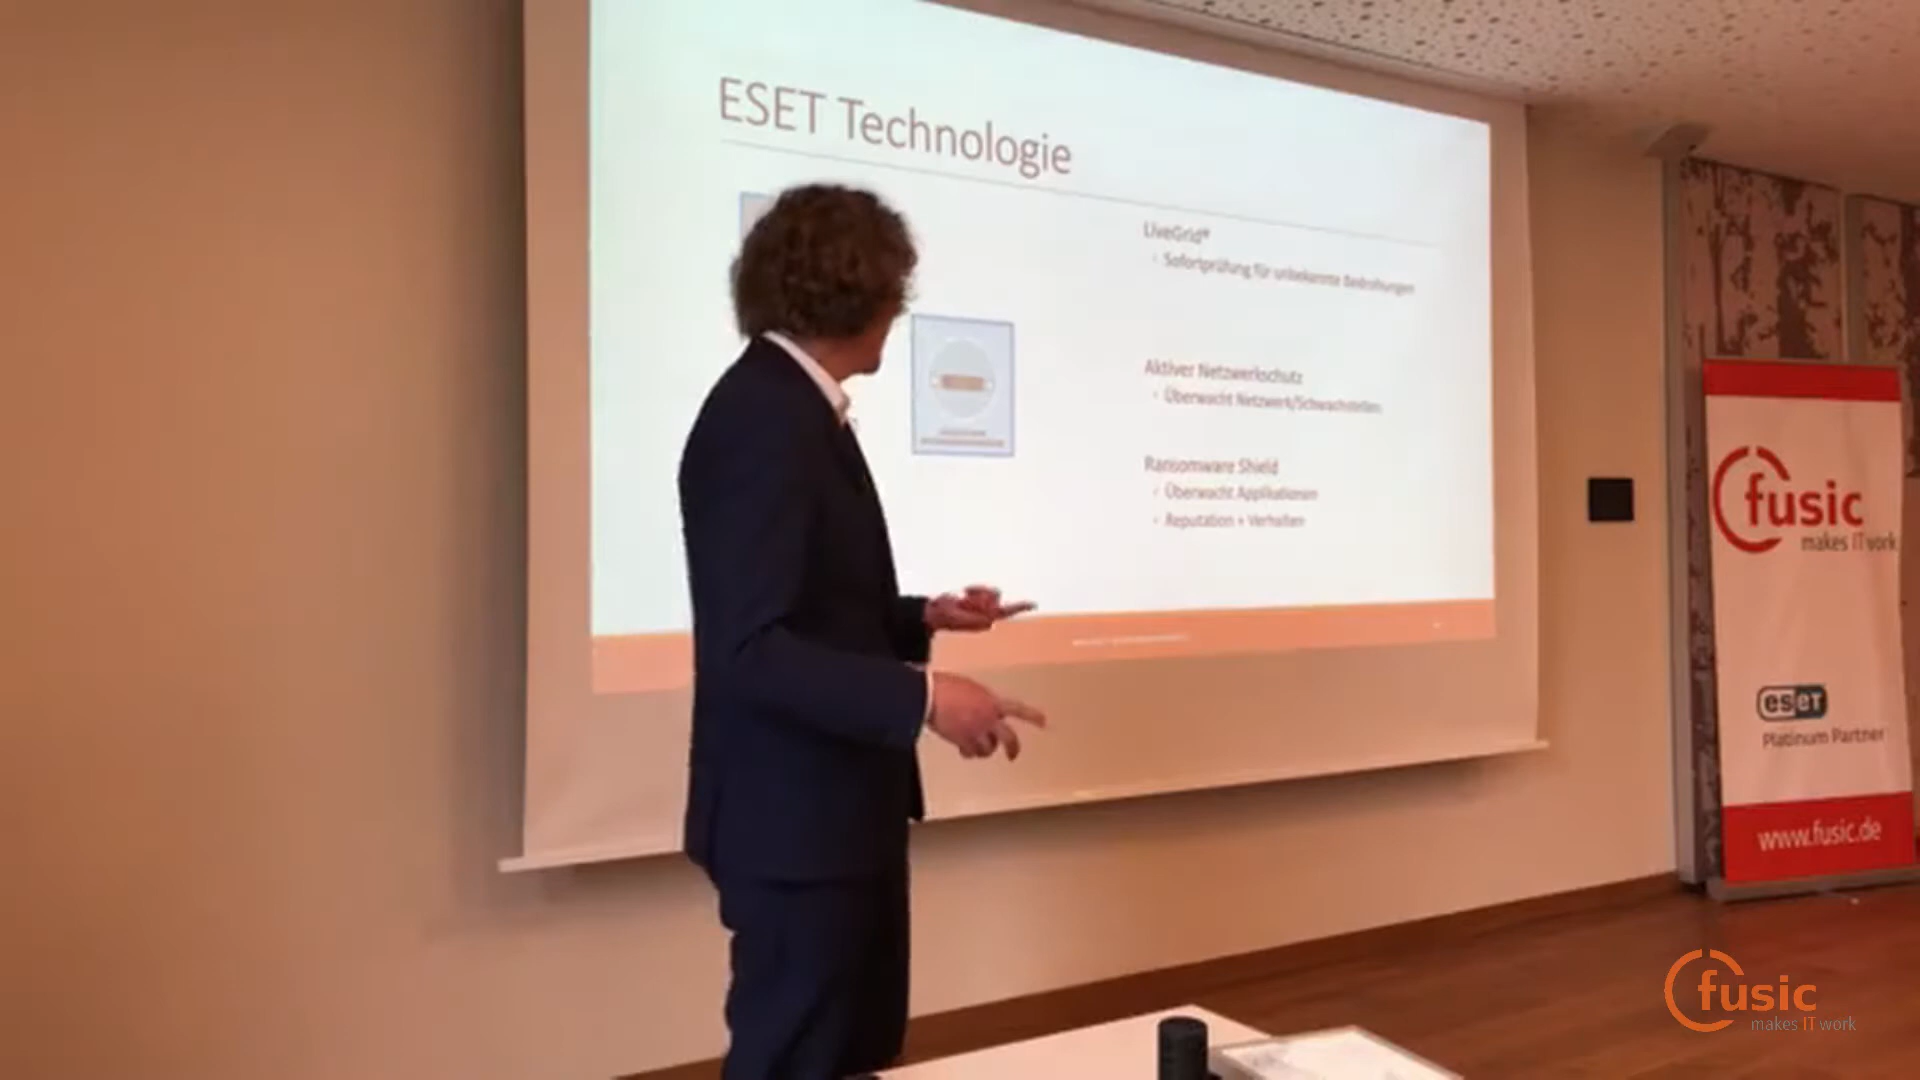 ESET Technologie
LiveGrid®
Sofortprüfung für unbekannte Bedrohungen
Aktiver Netzwerkschutz
Überwacht Netzwerk/Schwachstellen
Ransomware Shield
Überwacht Applikationen
Reputation + Verhalten
fusic
makes IT work
eset
Platinum Partner
www.fusic.de
fusic
makes IT work